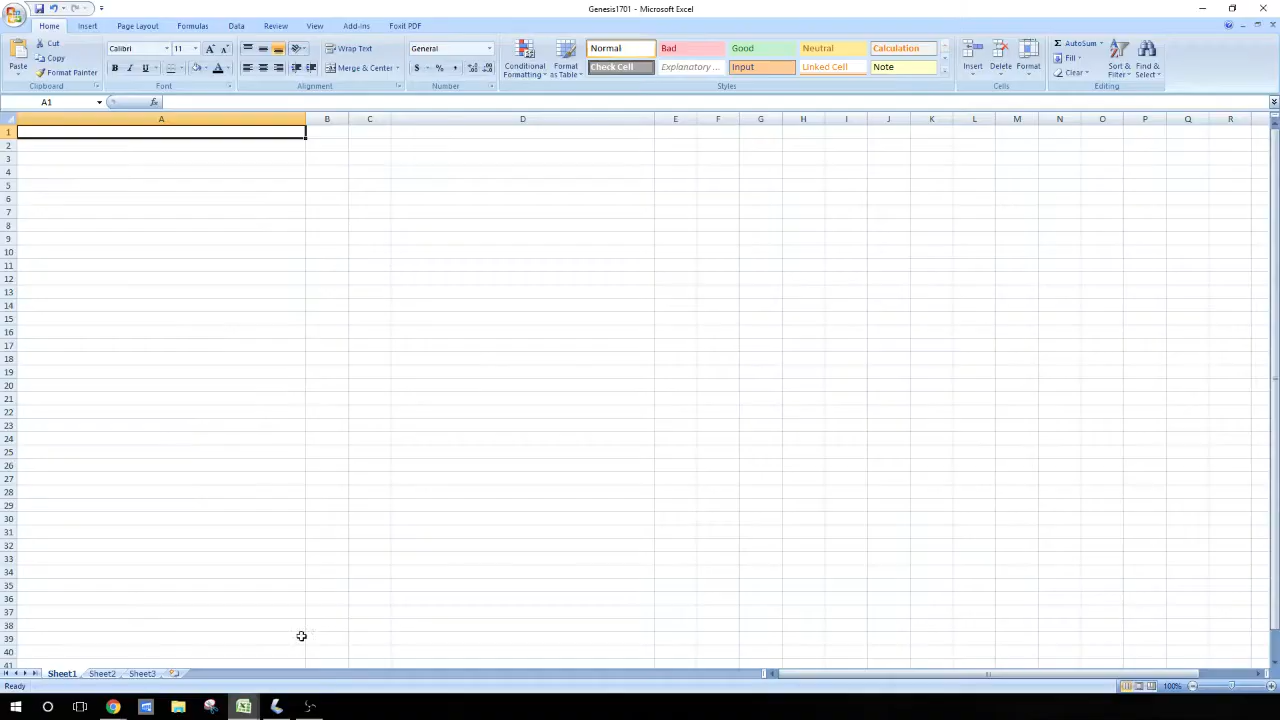 Genesis1701 - Microsoft Excel
Home Insert Page Layout Formulas Data Review View Add-Ins Foxit PDF
Paste Cut Copy Format Painter
Calibri 11
Wrap Text
Merge & Center
General
$ % ,
Conditional Formatting
Format as Table
Normal Bad Good Neutral Calculation
Check Cell Explanatory ... Input Linked Cell Note
Insert Delete Format
Σ AutoSum
Fill
Clear
Sort & Filter
Find & Select
Clipboard Font Alignment Number Styles Cells Editing
A1 fx
A B C D E F G H I J K L M N O P Q R
1
2
3
4
5
6
7
8
9
10
11
12
13
14
15
16
17
18
19
20
21
22
23
24
25
26
27
28
29
30
31
32
33
34
35
36
37
38
39
40
41
Sheet1 Sheet2 Sheet3
Ready 100%